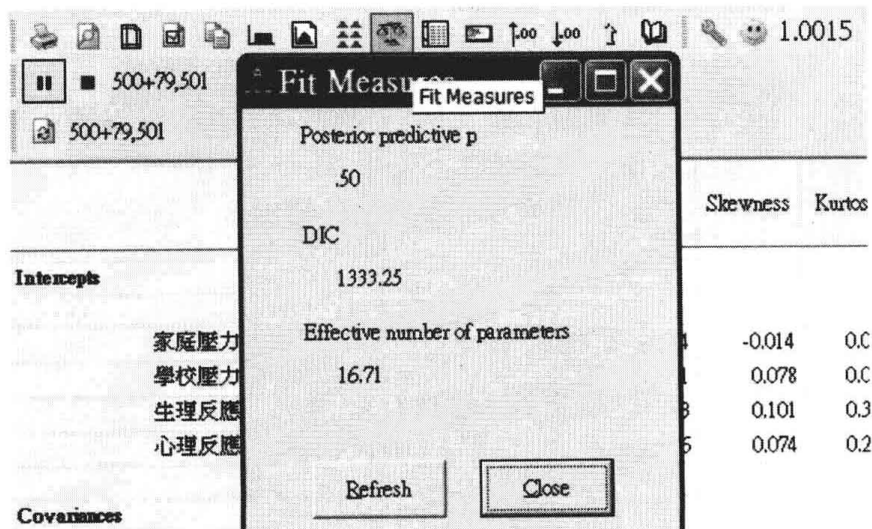 1.0015
500+79,501
500+79,501
Fit Measures
Fit Measures
Posterior predictive p
.50
DIC
1333.25
Effective number of parameters
16.71
Refresh
Close
Skewness
Intercepts
家庭壓力 -0.014
學校壓力 0.078
生理反應 0.101
心理反應 0.074
Covariances